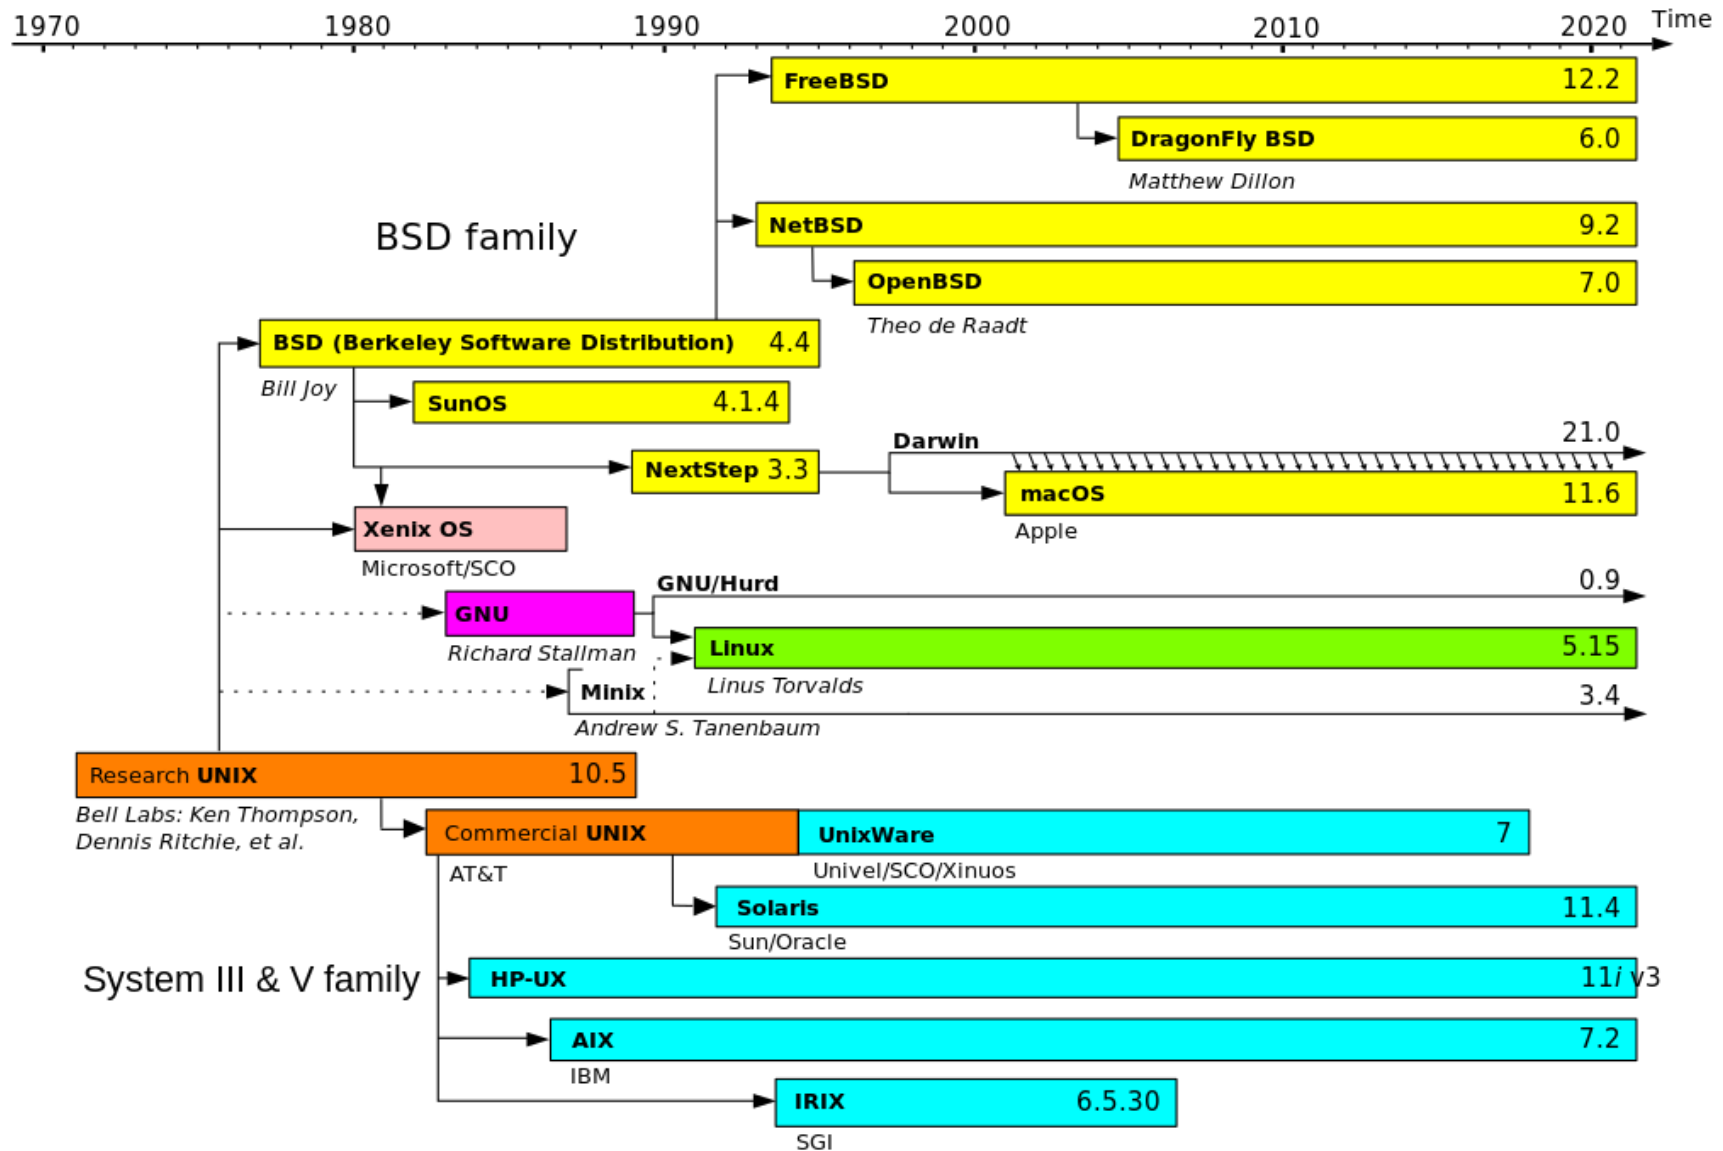 1970 1980 1990 2000 2010 2020 Time
FreeBSD 12.2
DragonFly BSD 6.0
Matthew Dillon
BSD family
NetBSD 9.2
OpenBSD 7.0
Theo de Raadt
BSD (Berkeley Software Distribution) 4.4
Bill Joy
SunOS 4.1.4
Darwin 21.0
NextStep 3.3
macOS 11.6
Apple
Xenix OS
Microsoft/SCO
GNU/Hurd 0.9
GNU
Richard Stallman
Linux 5.15
Linus Torvalds
Minix 3.4
Andrew S. Tanenbaum
Research UNIX 10.5
Bell Labs: Ken Thompson,
Dennis Ritchie, et al.
Commercial UNIX
AT&T
UnixWare 7
Univel/SCO/Xinuos
Solaris 11.4
Sun/Oracle
System III & V family
HP-UX 11i v3
AIX 7.2
IBM
IRIX 6.5.30
SGI